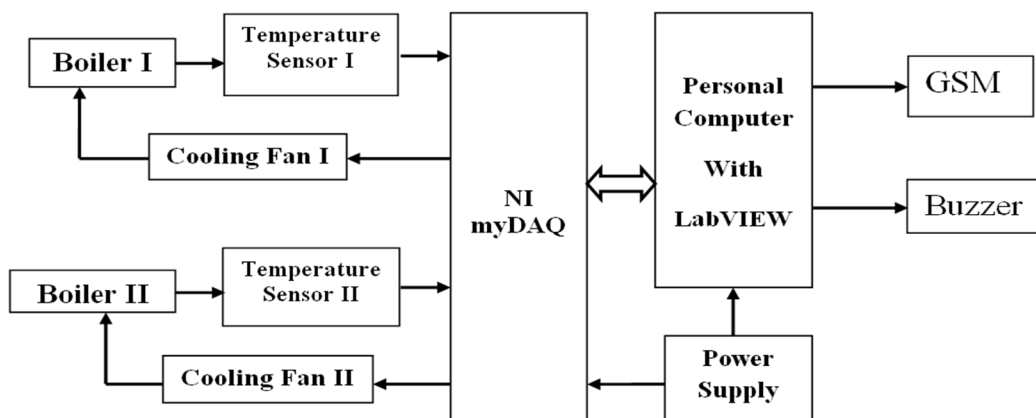 Boiler I
Temperature
Sensor I
Cooling Fan I
Boiler II
Temperature
Sensor II
Cooling Fan II
NI
myDAQ
Personal
Computer
With
LabVIEW
Power
Supply
GSM
Buzzer